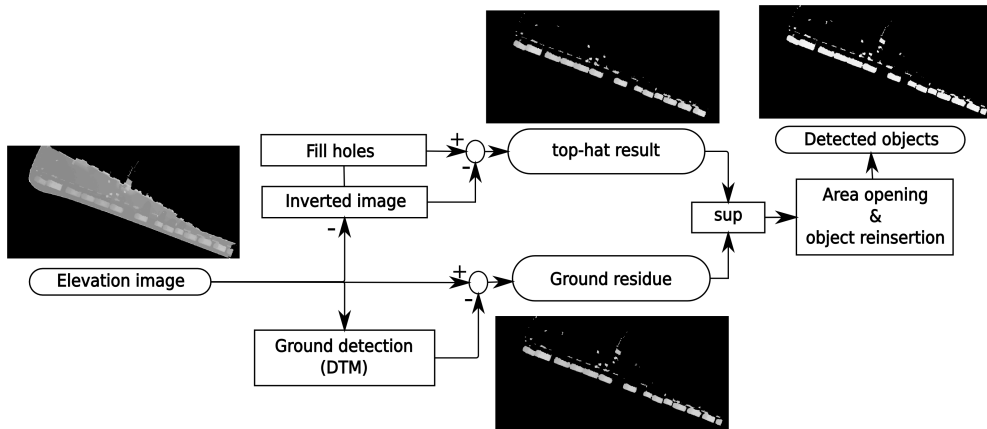 Fill holes
+
-
top-hat result
Detected objects
Inverted image
-
sup
Area opening
&
object reinsertion
Elevation image
+
-
Ground residue
Ground detection
(DTM)